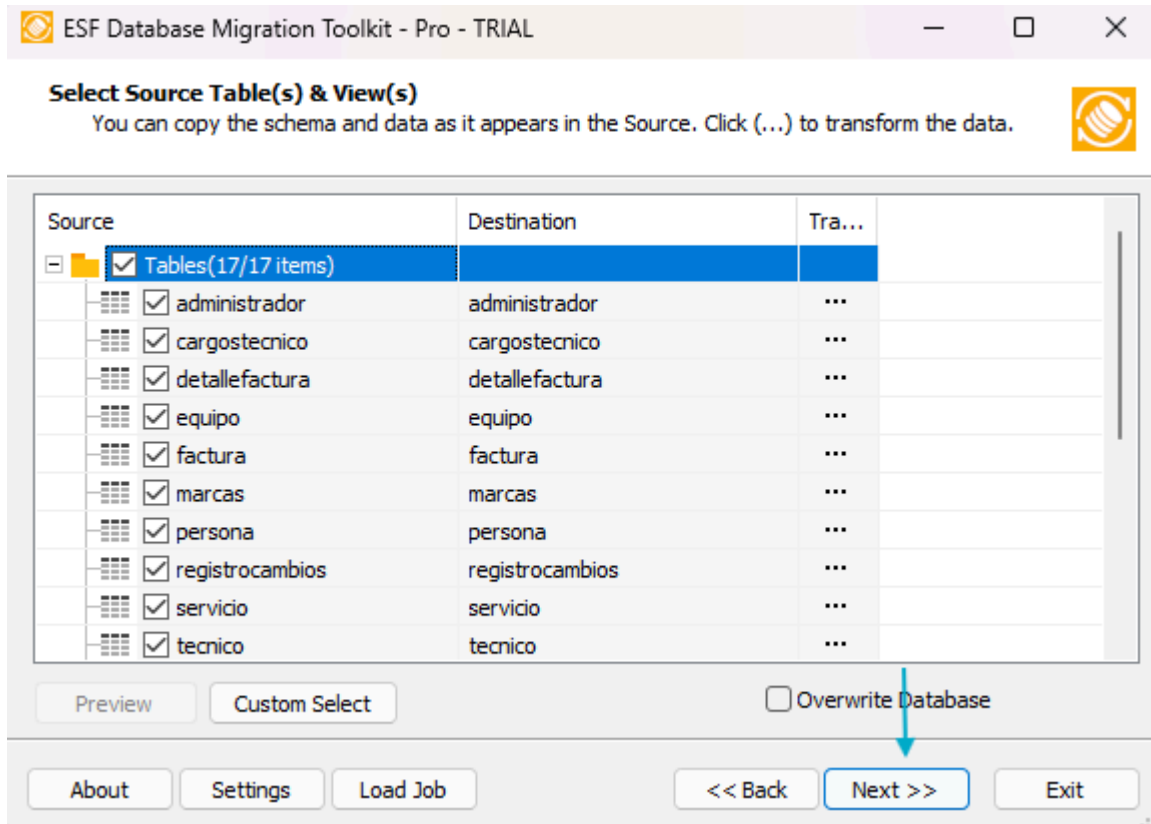 ESF Database Migration Toolkit - Pro - TRIAL
Select Source Table(s) & View(s)
You can copy the schema and data as it appears in the Source. Click (...) to transform the data.
Source Destination Tra...
Tables(17/17 items)
administrador administrador ...
cargostecnico cargostecnico ...
detallefactura detallefactura ...
equipo equipo ...
factura factura ...
marcas marcas ...
persona persona ...
registrocambios registrocambios ...
servicio servicio ...
tecnico tecnico ...
Preview Custom Select Overwrite Database
About Settings Load Job << Back Next >> Exit